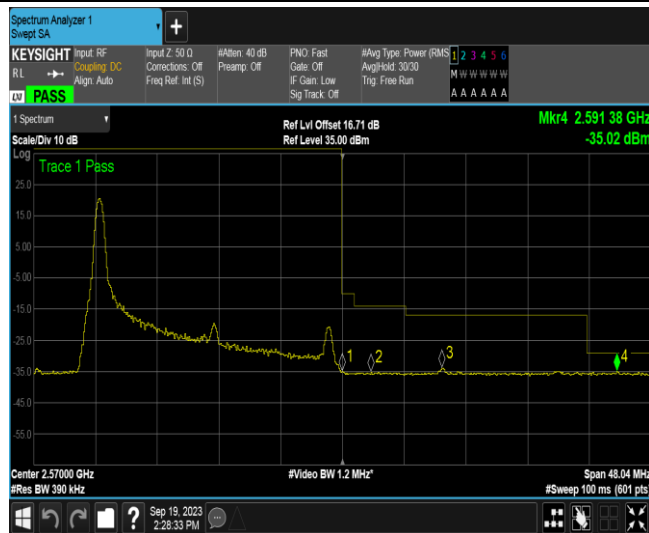 Spectrum Analyzer 1
Swept SA
KEYSIGHT
RL
LXI
PASS
Input: RF
Coupling: DC
Align: Auto
Input Z: 50 Ω
Corrections: Off
Freq Ref: Int (S)
#Atten: 40 dB
Preamp: Off
PNO: Fast
Gate: Off
IF Gain: Low
Sig Track: Off
#Avg Type: Power (RMS
Avg|Hold: 30/30
Trig: Free Run
1 2 3 4 5 6
M W W W W W
A A A A A A
1 Spectrum
Scale/Div 10 dB
Ref Lvl Offset 16.71 dB
Ref Level 35.00 dBm
Mkr4 2.591 38 GHz
-35.02 dBm
Log
Trace 1 Pass
25.0
15.0
5.00
-5.00
-15.0
-25.0
-35.0
-45.0
-55.0
1
2
3
4
Center 2.57000 GHz
#Res BW 390 kHz
#Video BW 1.2 MHz*
Span 48.04 MHz
#Sweep 100 ms (601 pts)
?
Sep 19, 2023
2:28:33 PM